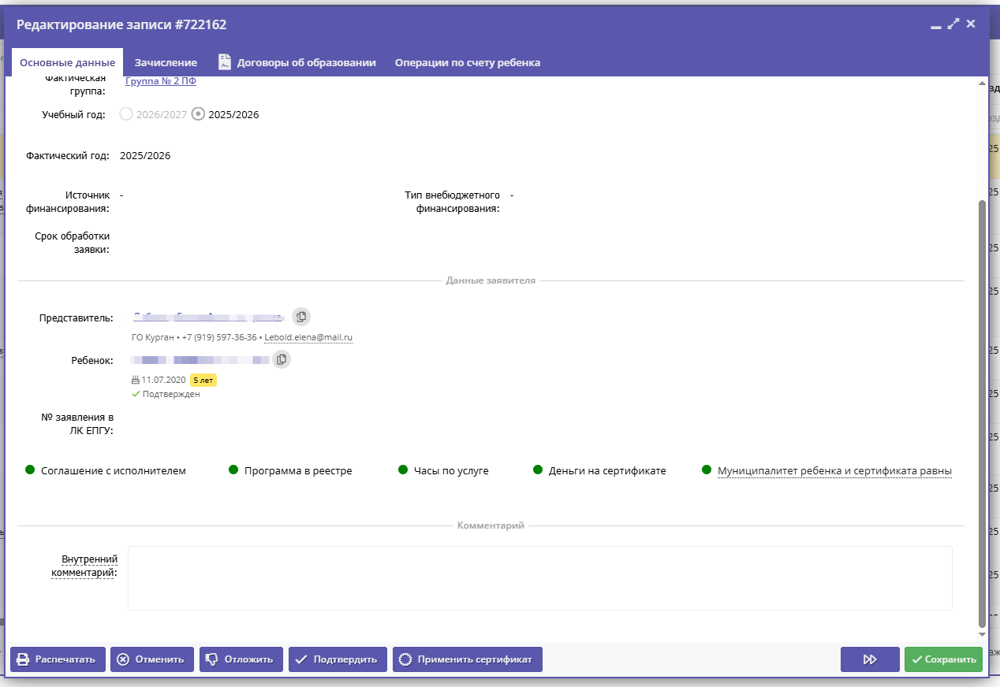 Редактирование записи #722162
Основные данные Зачисление Договоры об образовании Операции по счету ребенка
Фактическая группа: Группа № 2 ПФ
Учебный год: 2026/2027 2025/2026
Фактический год: 2025/2026
Источник финансирования: - Тип внебюджетного финансирования: -
Срок обработки заявки:
Данные заявителя
Представитель:
ГО Курган • +7 (919) 597-36-36 • Lebold.elena@mail.ru
Ребенок:
11.07.2020 5 лет
Подтвержден
№ заявления в ЛК ЕПГУ:
Соглашение с исполнителем Программа в реестре Часы по услуге Деньги на сертификате Муниципалитет ребенка и сертификата равны
Комментарий
Внутренний комментарий:
Распечатать Отменить Отложить Подтвердить Применить сертификат Сохранить